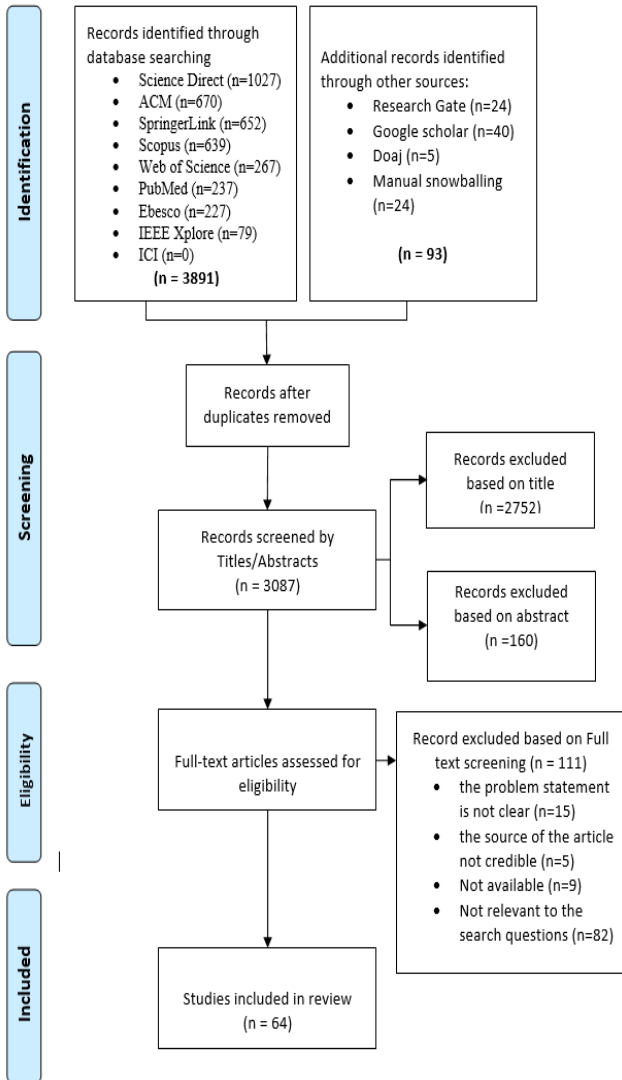 Identification
Records identified through
database searching
• Science Direct (n=1027)
• ACM (n=670)
• SpringerLink (n=652)
• Scopus (n=639)
• Web of Science (n=267)
• PubMed (n=237)
• Ebesco (n=227)
• IEEE Xplore (n=79)
• ICI (n=0)
(n = 3891)
Additional records identified
through other sources:
• Research Gate (n=24)
• Google scholar (n=40)
• Doaj (n=5)
• Manual snowballing
(n=24)
(n = 93)
Screening
Records after
duplicates removed
Records screened by
Titles/Abstracts
(n = 3087)
Records excluded
based on title
(n =2752)
Records excluded
based on abstract
(n =160)
Eligibility
Full-text articles assessed for
eligibility
Record excluded based on Full
text screening (n = 111)
• the problem statement
is not clear (n=15)
• the source of the article
not credible (n=5)
• Not available (n=9)
• Not relevant to the
search questions (n=82)
Included
Studies included in review
(n = 64)